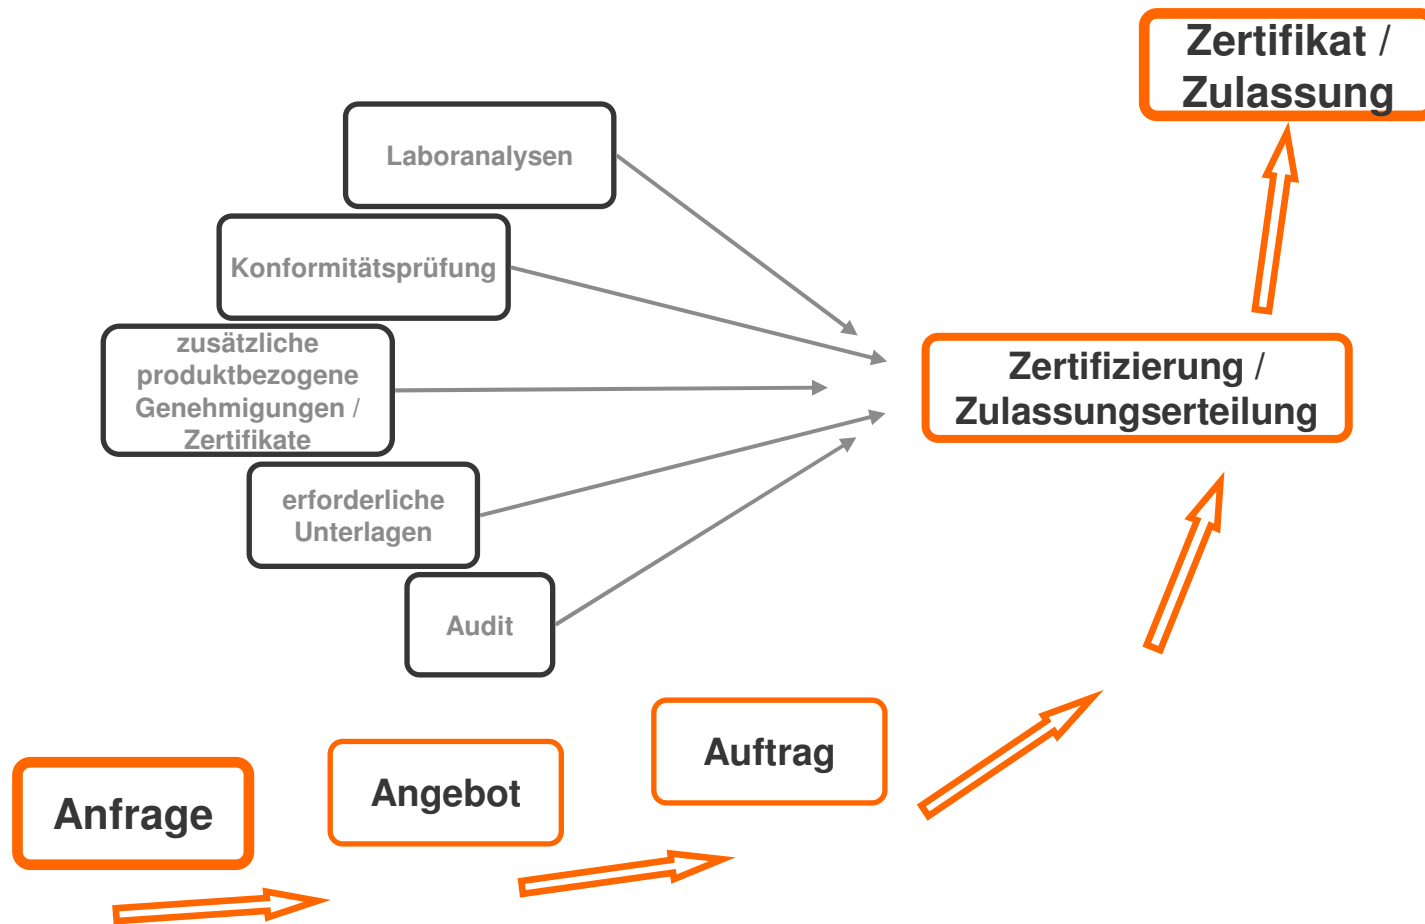 Zertifikat /
Zulassung
Laboranalysen
Konformitätsprüfung
zusätzliche
produktbezogene
Genehmigungen /
Zertifikate
Zertifizierung /
Zulassungserteilung
erforderliche
Unterlagen
Audit
Auftrag
Angebot
Anfrage